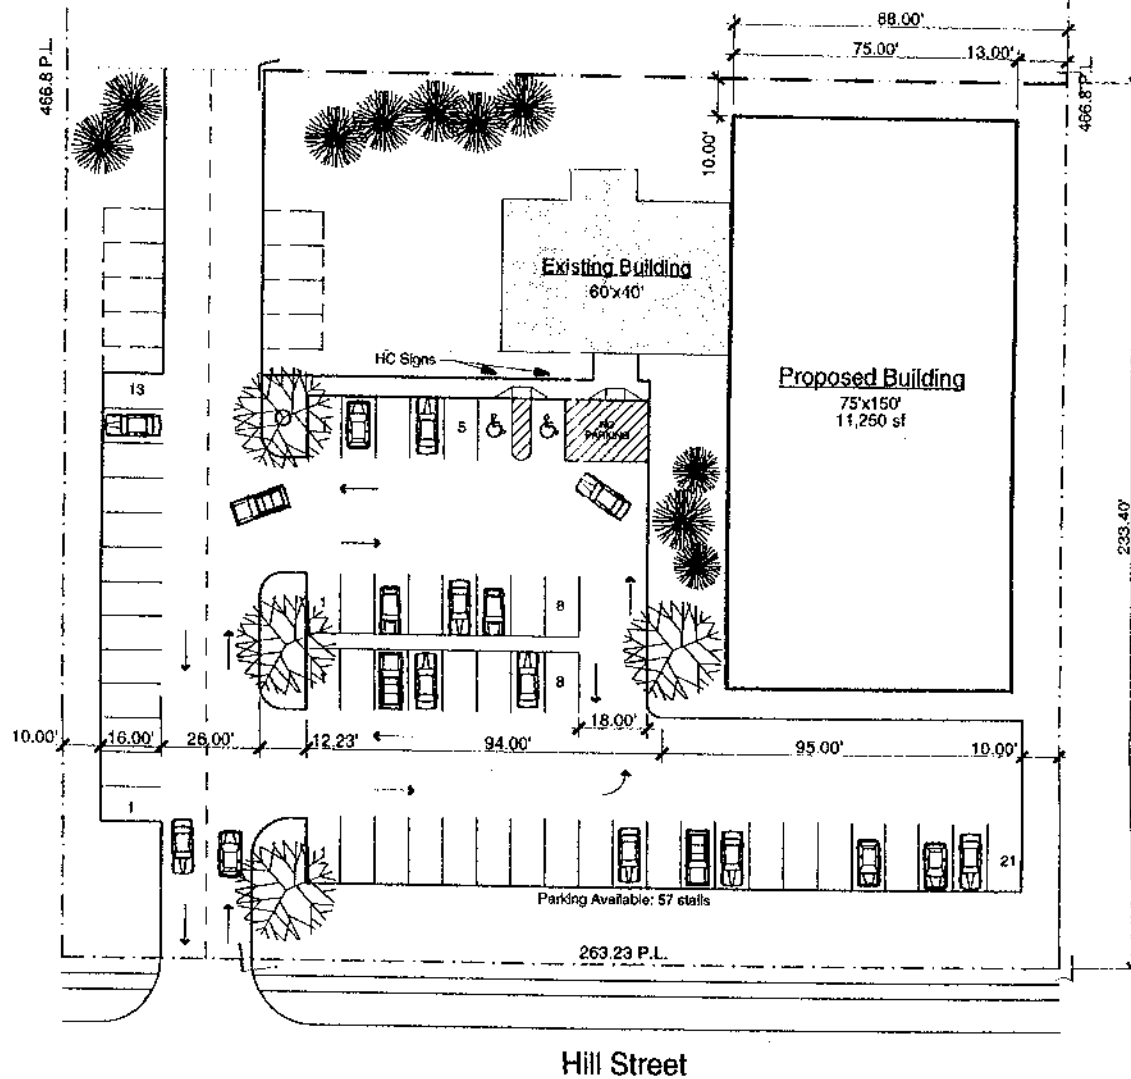 88.00'
75.00'
13.00'
466.8 P.L.
466.8 P.L.
10.00'
Existing Building
60'x40'
HC Signs
13
Proposed Building
75'x150'
11,250 sf
5
NO
PARKING
233.40'
1
8
8
18.00'
10.00'
16.00'
26.00'
12.23'
94.00'
95.00'
10.00'
1
21
Parking Available: 57 stalls
263.23 P.L.
Hill Street